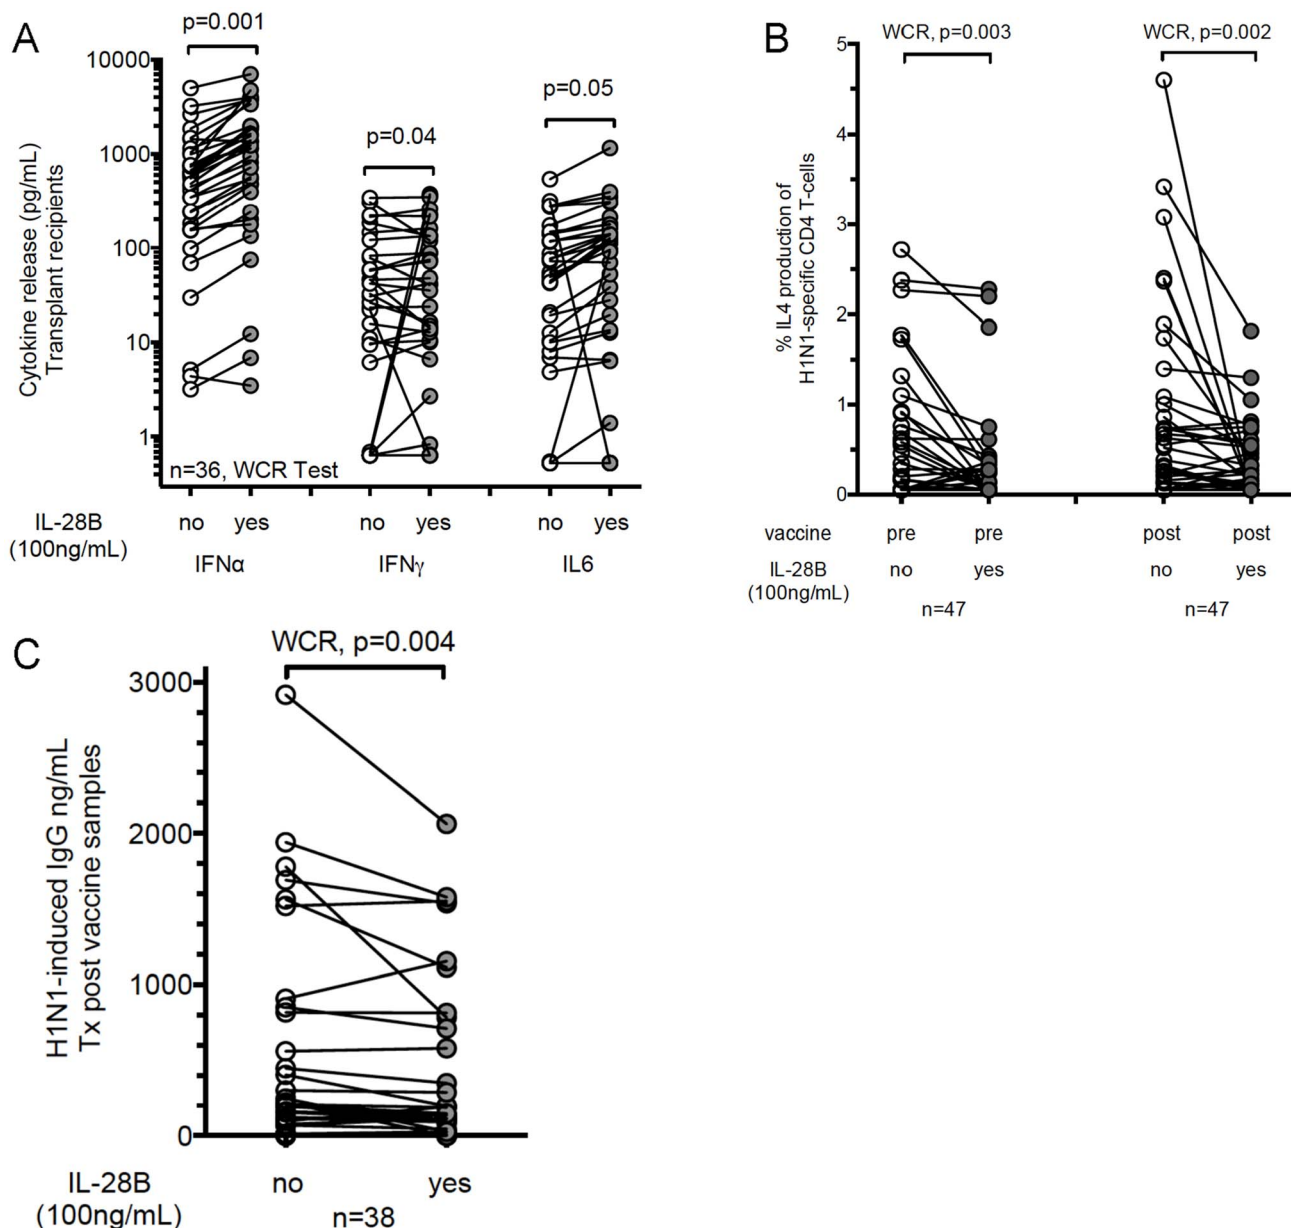 A
p=0.001
p=0.04
p=0.05
Cytokine release (pg/mL)
Transplant recipients
10000
1000
100
10
1
n=36, WCR Test
IL-28B
(100ng/mL)
no yes no yes no yes
IFNα IFNγ IL6
B
WCR, p=0.003 WCR, p=0.002
% IL4 production of
H1N1-specific CD4 T-cells
5
4
3
2
1
0
vaccine pre pre post post
IL-28B no yes no yes
(100ng/mL)
n=47 n=47
C
WCR, p=0.004
H1N1-induced IgG ng/mL
Tx post vaccine samples
3000
2000
1000
0
IL-28B no yes
(100ng/mL)
n=38